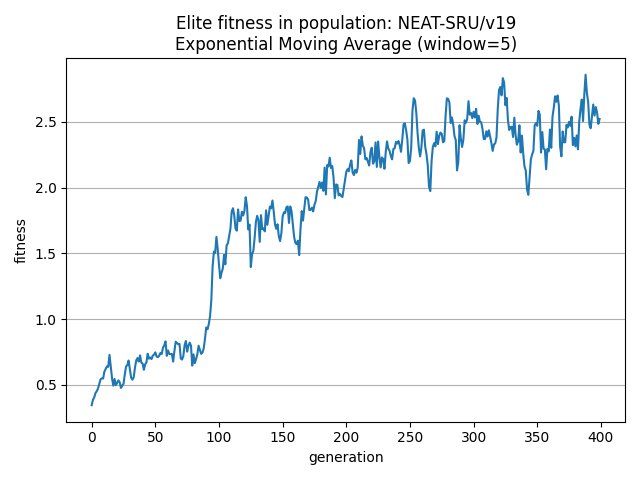 Elite fitness in population: NEAT-SRU/v19
Exponential Moving Average (window=5)
fitness
2.5
2.0
1.5
1.0
0.5
0 50 100 150 200 250 300 350 400
generation